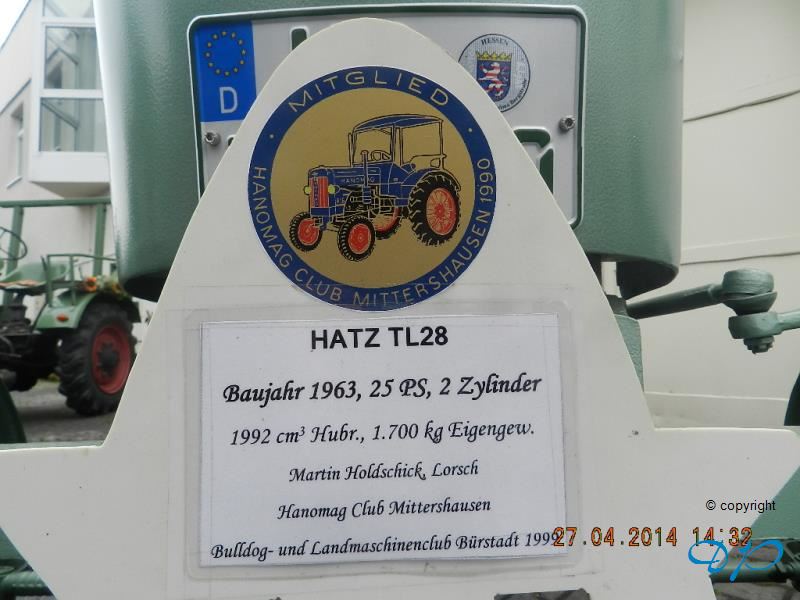 D
HESSEN
MITGLIED
HANOMAG
HANOMAG CLUB MITTERSHAUSEN 1990
HATZ TL28
Baujahr 1963, 25 PS, 2 Zylinder
1992 cm³ Hubr., 1.700 kg Eigengew.
Martin Holdschick, Lorsch
Hanomag Club Mittershausen
Bulldog- und Landmaschinenclub Bürstadt 1999
© copyright
27.04.2014 14:32
DP